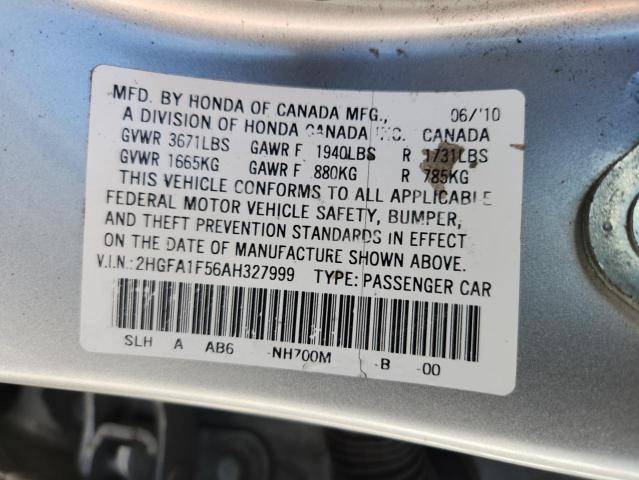 MFD. BY HONDA OF CANADA MFG., 06/'10
A DIVISION OF HONDA CANADA INC. CANADA
GVWR 3671LBS GAWR F 1940LBS R 1731LBS
GVWR 1665KG GAWR F 880KG R 785KG
THIS VEHICLE CONFORMS TO ALL APPLICABLE
FEDERAL MOTOR VEHICLE SAFETY, BUMPER,
AND THEFT PREVENTION STANDARDS IN EFFECT
ON THE DATE OF MANUFACTURE SHOWN ABOVE.
V.I.N.: 2HGFA1F56AH327999 TYPE: PASSENGER CAR
SLH A AB6 -NH700M -B -00